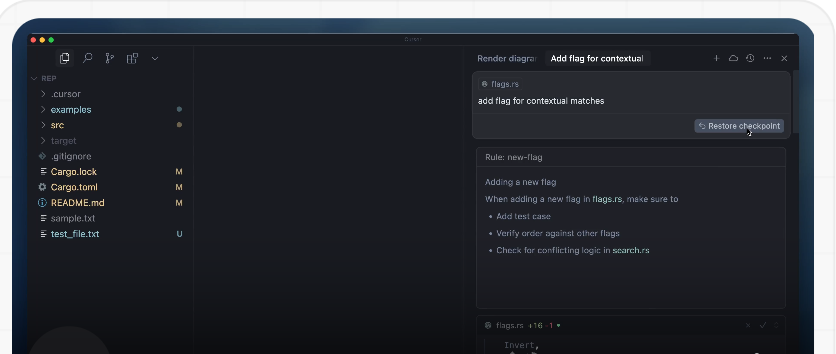 Cursor
Render diagra
Add flag for contextual
REP
.cursor
examples
src
target
.gitignore
Cargo.lock M
Cargo.toml M
README.md M
sample.txt
test_file.txt U
flags.rs
add flag for contextual matches
Restore checkpoint
Rule: new-flag
Adding a new flag
When adding a new flag in flags.rs, make sure to
• Add test case
• Verify order against other flags
• Check for conflicting logic in search.rs
flags.rs +16 -1 •
Invert,